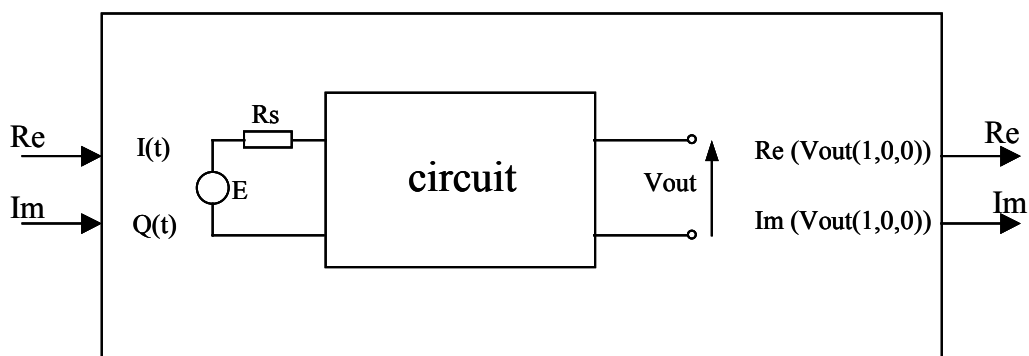 Re
Im
I(t)
Q(t)
Rs
E
circuit
Vout
Re (Vout(1,0,0))
Im (Vout(1,0,0))
Re
Im